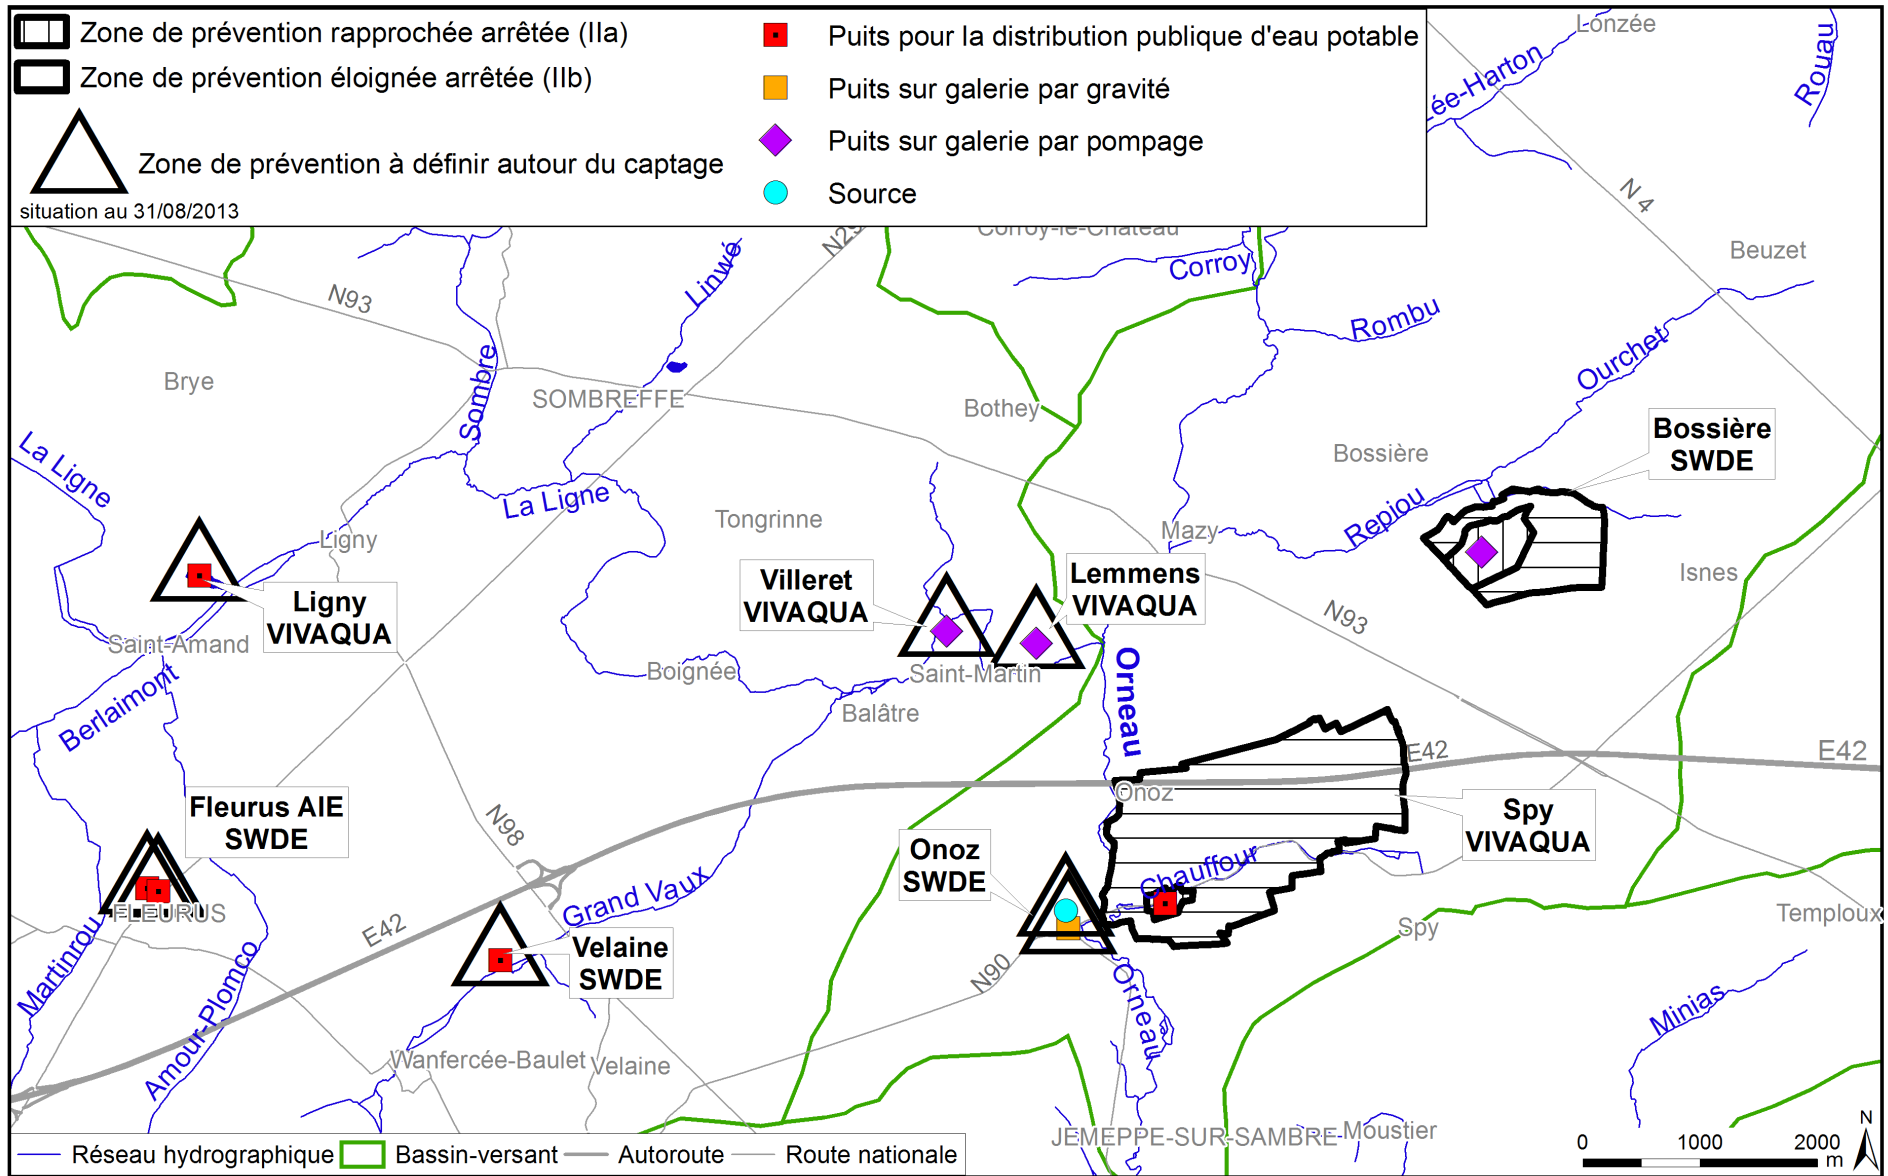 Zone de prévention rapprochée arrêtée (IIa)
Zone de prévention éloignée arrêtée (IIb)
Zone de prévention à définir autour du captage
situation au 31/08/2013
Puits pour la distribution publique d'eau potable
Puits sur galerie par gravité
Puits sur galerie par pompage
Source
Lonzée
ée-Harton
Rouau
N 4
Beuzet
Corroy-le-Chateau
Corroy
N29
Linwé
N93
Rombu
Ourchet
Sombre
Brye
SOMBREFFE
Bothey
Bossière
SWDE
Bossière
La Ligne
La Ligne
Repiou
Tongrinne
Mazy
Ligny
Isnes
Villeret
VIVAQUA
Lemmens
VIVAQUA
Ligny
VIVAQUA
N93
Saint-Amand
Boignée
Saint-Martin
Orneau
Berlaimont
Balâtre
E42
E42
Onoz
Fleurus AIE
SWDE
N98
Spy
VIVAQUA
Onoz
SWDE
Chauffour
Grand Vaux
FLEURUS
E42
Spy
Temploux
Martinrou
Velaine
SWDE
N90
Amour-Plomco
Orneau
Minias
Wanfercée-Baulet
Velaine
JEMEPPE-SUR-SAMBRE
Moustier
N
0 1000 2000
m
Réseau hydrographique
Bassin-versant
Autoroute
Route nationale